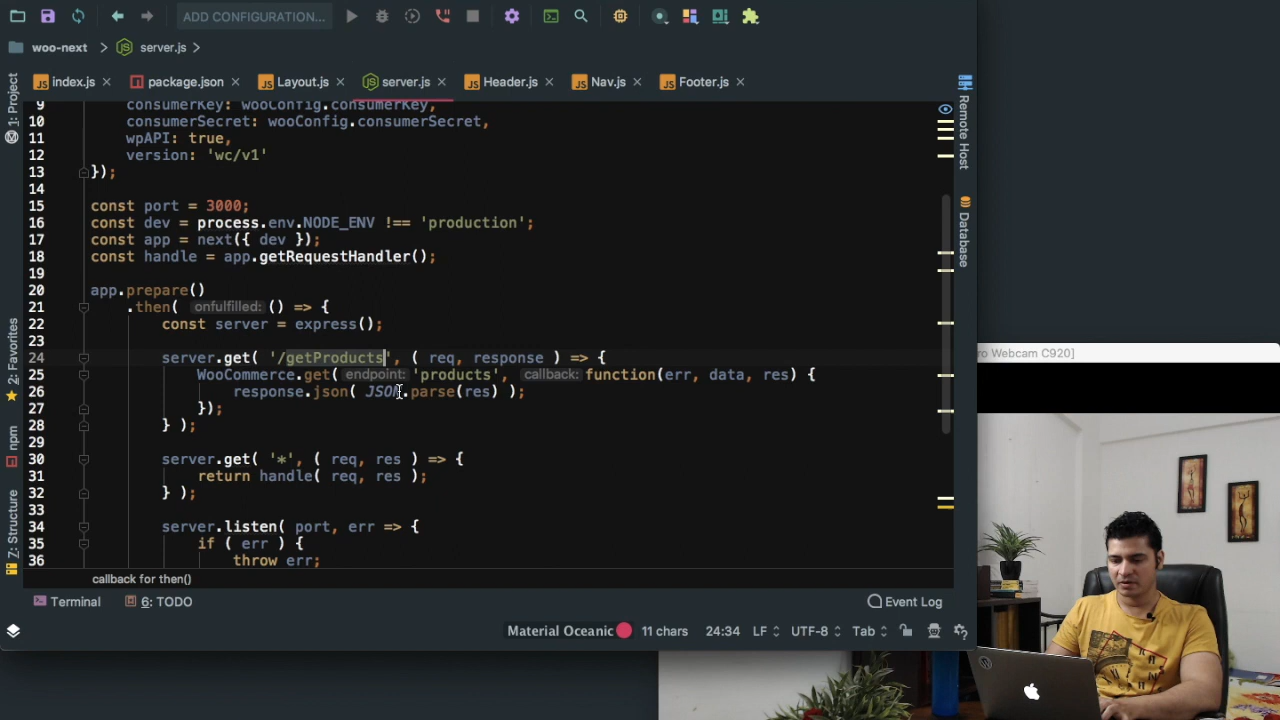 ADD CONFIGURATION...
woo-next > server.js >
index.js × package.json × Layout.js × server.js × Header.js × Nav.js × Footer.js ×
1: Project
2: Favorites
npm
Z: Structure
Remote Host
Database
9 consumerKey: wooConfig.consumerKey,
10 consumerSecret: wooConfig.consumerSecret,
11 wpAPI: true,
12 version: 'wc/v1'
13 });
14
15 const port = 3000;
16 const dev = process.env.NODE_ENV !== 'production';
17 const app = next({ dev });
18 const handle = app.getRequestHandler();
19
20 app.prepare()
21 .then( onfulfilled: () => {
22 const server = express();
23
24 server.get( '/getProducts', ( req, response ) => {
25 WooCommerce.get( endpoint: 'products', callback: function(err, data, res) {
26 response.json( JSON.parse(res) );
27 });
28 } );
29
30 server.get( '*', ( req, res ) => {
31 return handle( req, res );
32 } );
33
34 server.listen( port, err => {
35 if ( err ) {
36 throw err;
callback for then()
Terminal 6: TODO Event Log
Material Oceanic 11 chars 24:34 LF UTF-8 Tab
ro Webcam C920]